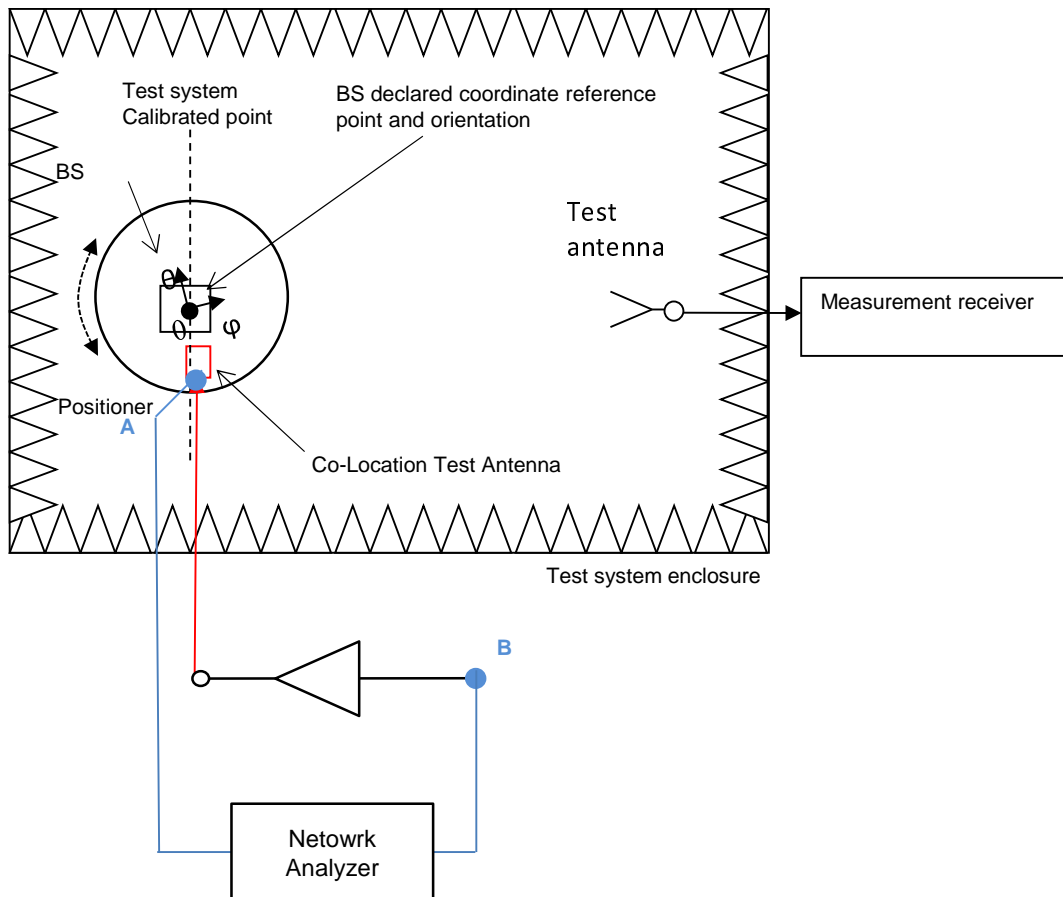 Test system
Calibrated point
BS declared coordinate reference
point and orientation
BS
Test
antenna
θ
θ
φ
Measurement receiver
Positioner
A
Co-Location Test Antenna
Test system enclosure
B
Netowrk
Analyzer